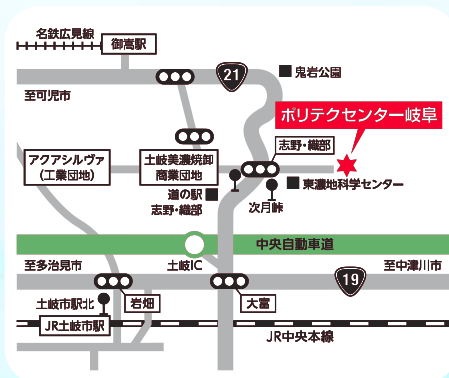 名鉄広見線
御嵩駅
21
鬼岩公園
至可児市
ポリテクセンター岐阜
志野・織部
アクアシルヴァ
(工業団地)
土岐美濃焼卸
商業団地
東濃地科学センター
道の駅
志野・織部
次月峠
中央自動車道
至多治見市
土岐IC
至中津川市
19
土岐市駅北
岩畑
大富
JR土岐市駅
JR中央本線